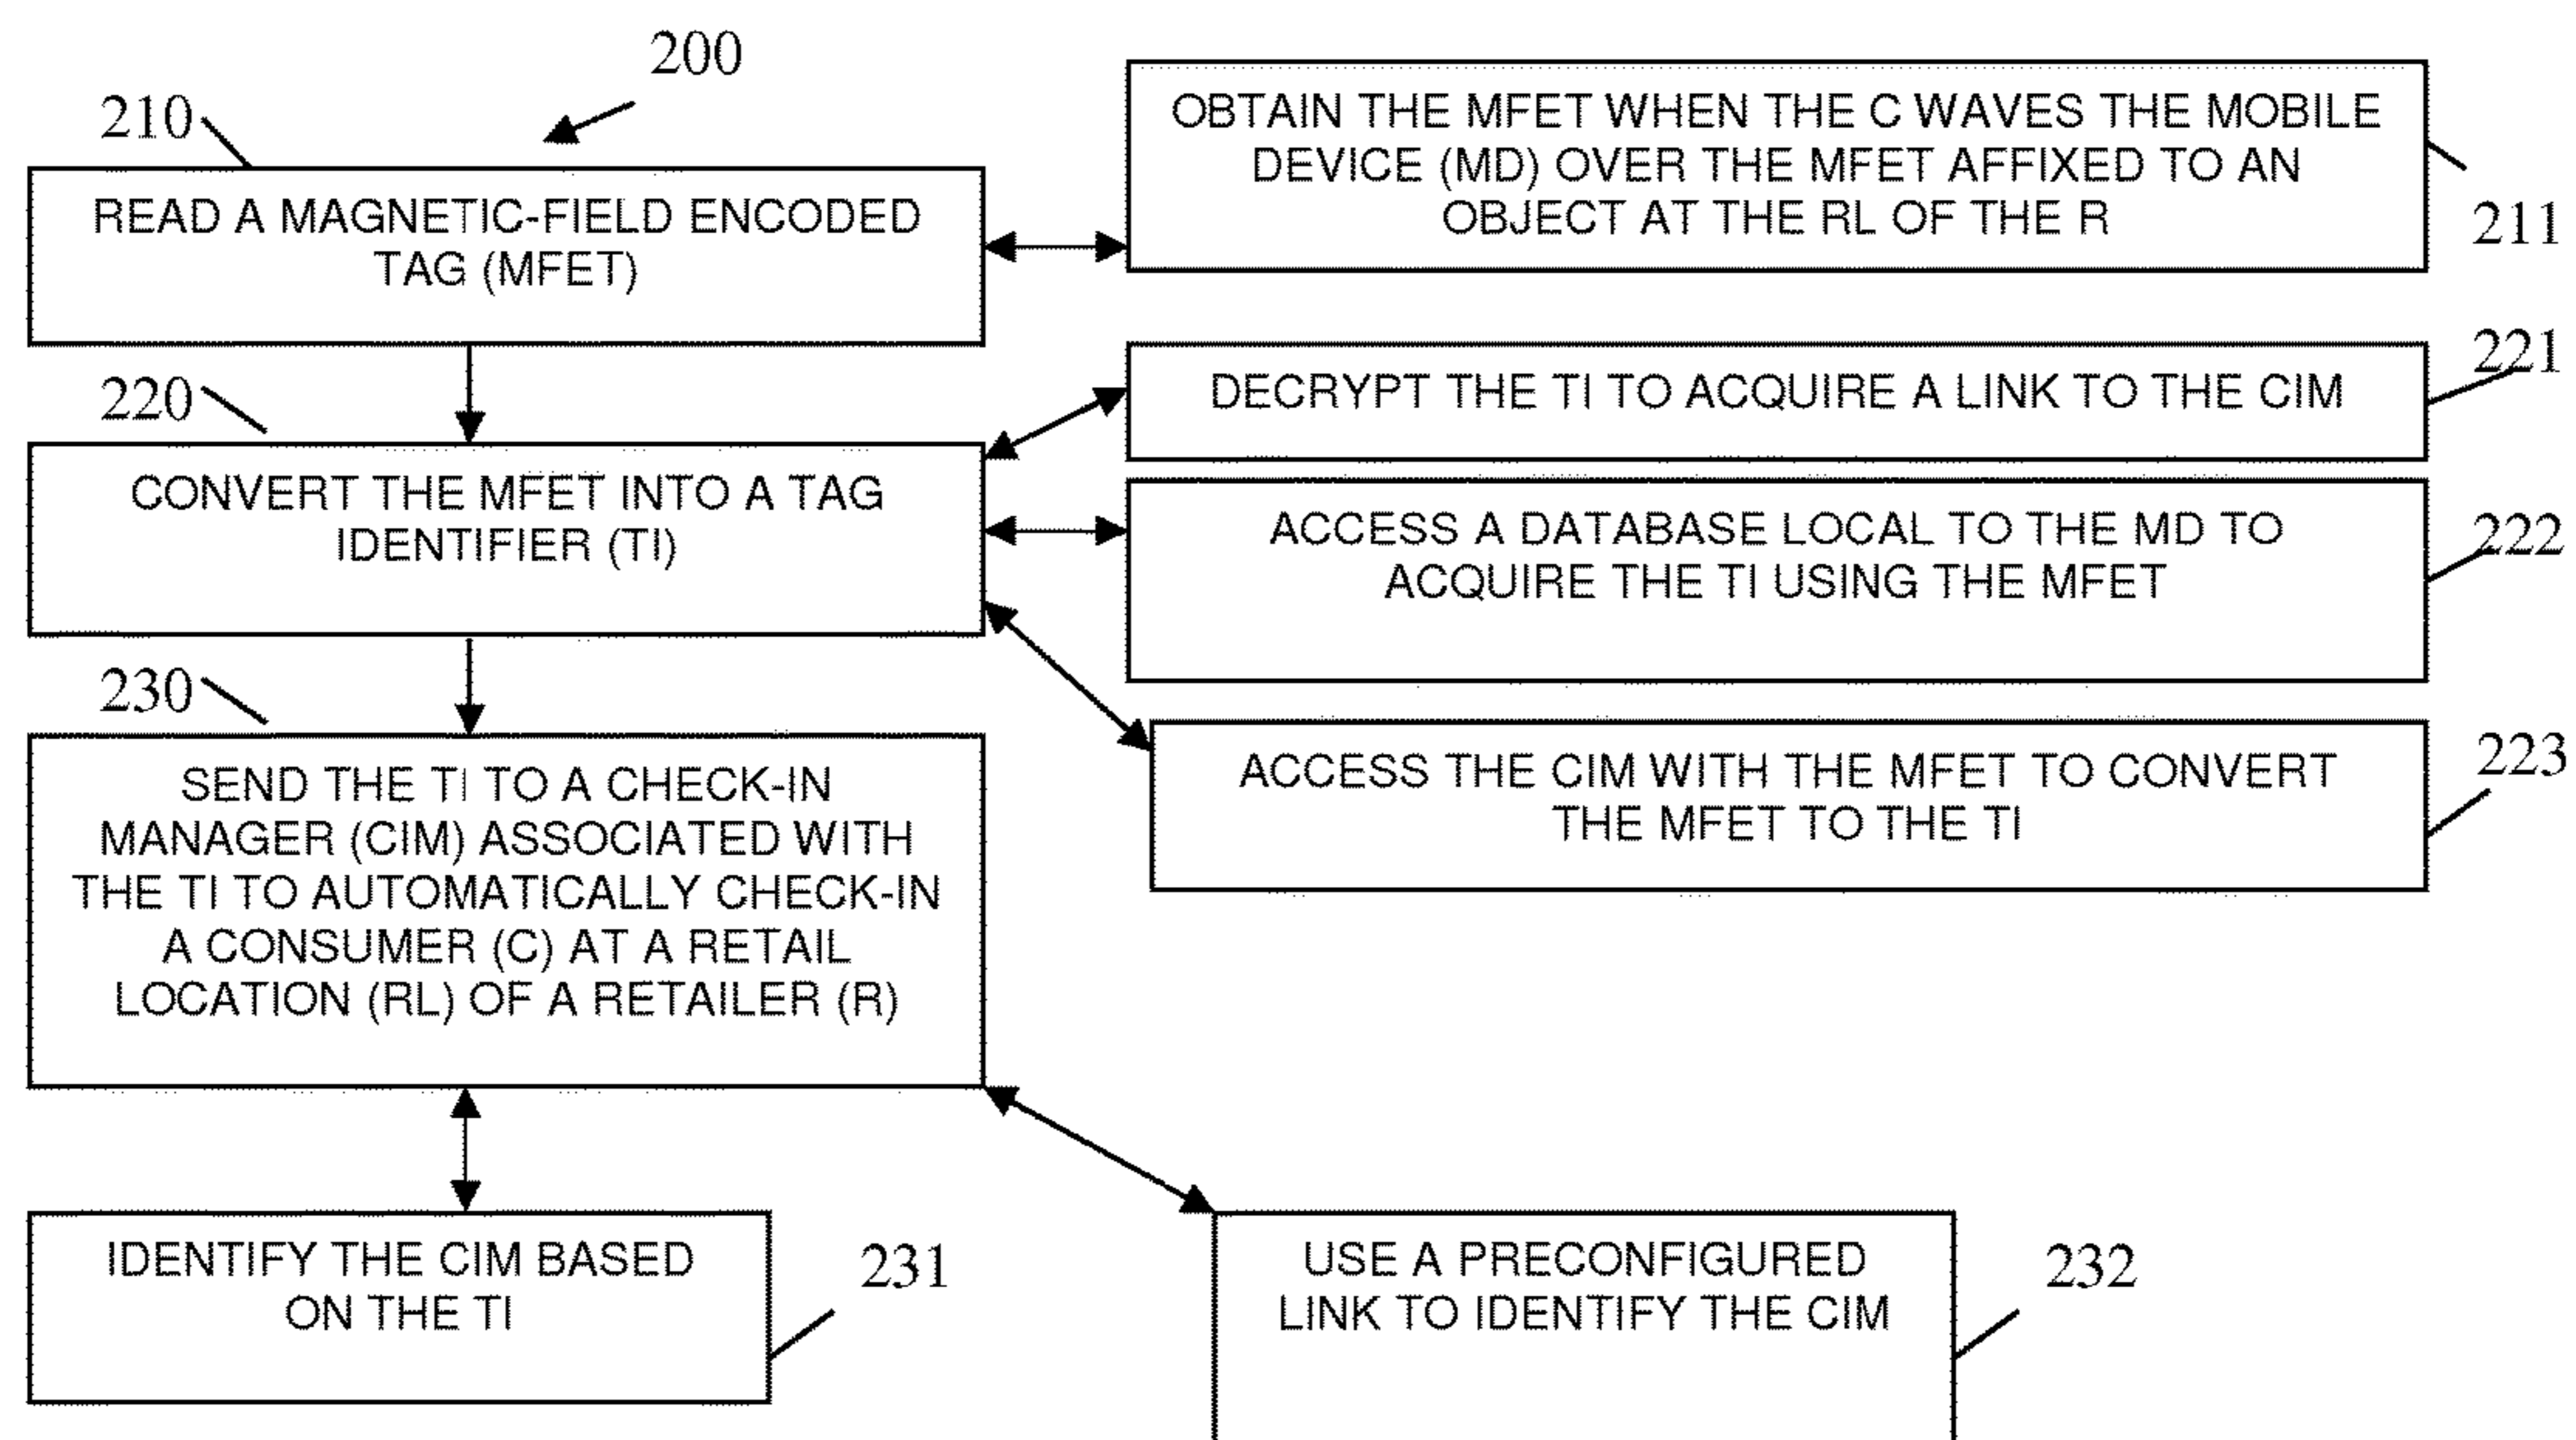 200
210
READ A MAGNETIC-FIELD ENCODED
TAG (MFET)
OBTAIN THE MFET WHEN THE C WAVES THE MOBILE
DEVICE (MD) OVER THE MFET AFFIXED TO AN
OBJECT AT THE RL OF THE R
211
220
CONVERT THE MFET INTO A TAG
IDENTIFIER (TI)
221
DECRYPT THE TI TO ACQUIRE A LINK TO THE CIM
222
ACCESS A DATABASE LOCAL TO THE MD TO
ACQUIRE THE TI USING THE MFET
223
ACCESS THE CIM WITH THE MFET TO CONVERT
THE MFET TO THE TI
230
SEND THE TI TO A CHECK-IN
MANAGER (CIM) ASSOCIATED WITH
THE TI TO AUTOMATICALLY CHECK-IN
A CONSUMER (C) AT A RETAIL
LOCATION (RL) OF A RETAILER (R)
IDENTIFY THE CIM BASED
ON THE TI
231
USE A PRECONFIGURED
LINK TO IDENTIFY THE CIM
232